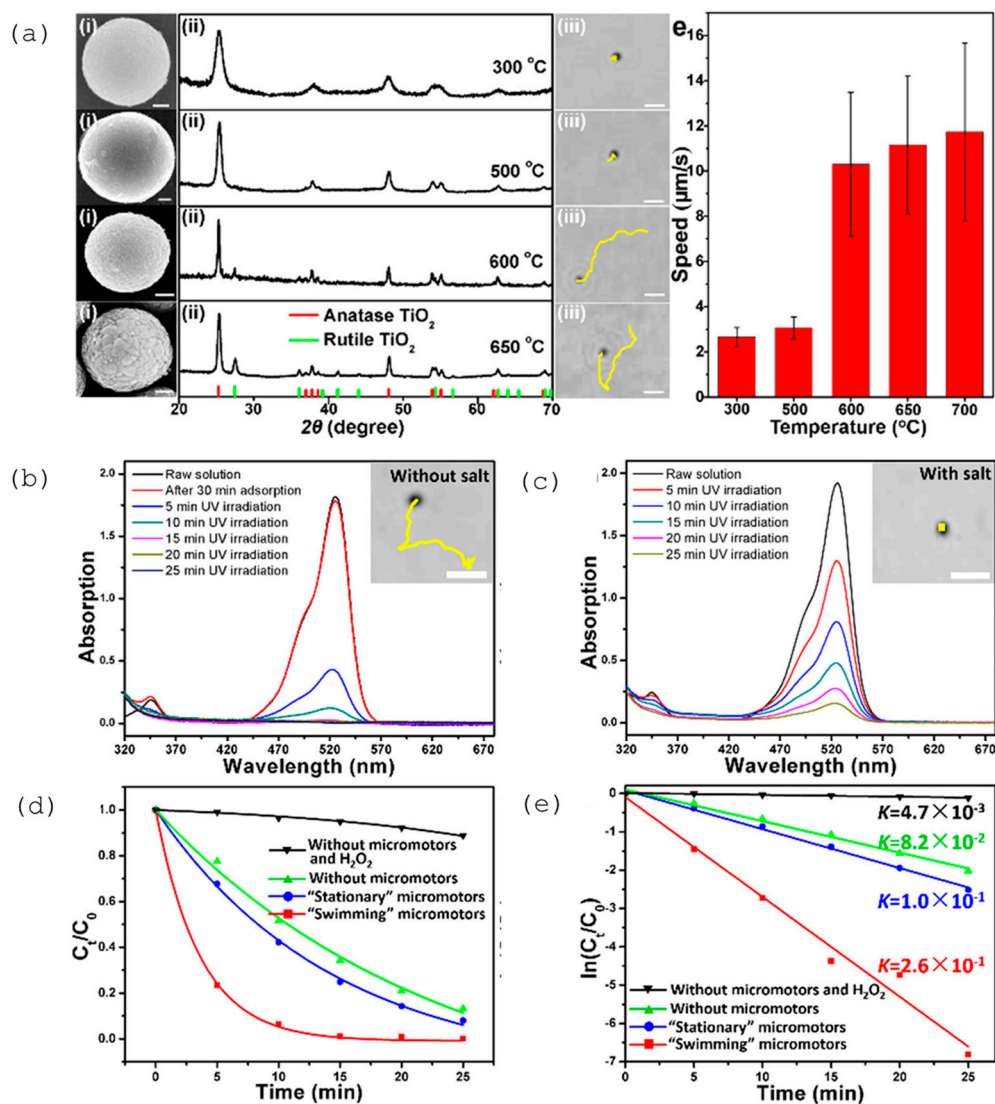 (a)
(i)
(ii)
300 °C
(iii)
(i)
(ii)
500 °C
(iii)
(i)
(ii)
600 °C
(iii)
(i)
(ii)
Anatase TiO2
Rutile TiO2
650 °C
(iii)
20 30 40 50 60 70
2θ (degree)
e
Speed (μm/s)
16
14
12
10
8
6
4
2
0
300 500 600 650 700
Temperature (°C)
(b)
Absorption
2.0
1.5
1.0
0.5
0.0
Raw solution
After 30 min adsorption
5 min UV irradiation
10 min UV irradiation
15 min UV irradiation
20 min UV irradiation
25 min UV irradiation
Without salt
320 370 420 470 520 570 620 670
Wavelength (nm)
(c)
Absorption
2.0
1.5
1.0
0.5
0.0
Raw solution
5 min UV irradiation
10 min UV irradiation
15 min UV irradiation
20 min UV irradiation
25 min UV irradiation
With salt
320 370 420 470 520 570 620 670
Wavelength (nm)
(d)
Ct/C0
1.0
0.8
0.6
0.4
0.2
0.0
Without micromotors
and H2O2
Without micromotors
"Stationary" micromotors
"Swimming" micromotors
0 5 10 15 20 25
Time (min)
(e)
ln(Ct/C0)
0
-1
-2
-3
-4
-5
-6
-7
K=4.7×10-3
K=8.2×10-2
K=1.0×10-1
K=2.6×10-1
Without micromotors and H2O2
Without micromotors
"Stationary" micromotors
"Swimming" micromotors
0 5 10 15 20 25
Time (min)